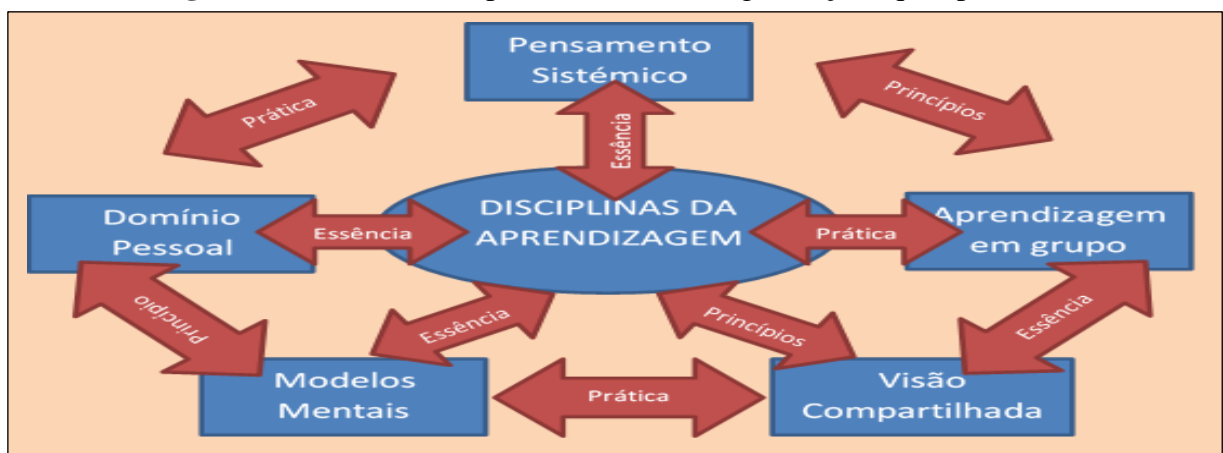 Pensamento
Sistémico
Prática
Princípios
Essência
DISCIPLINAS DA
APRENDIZAGEM
Domínio
Pessoal
Essência
Prática
Aprendizagem
em grupo
Princípio
Essência
Princípios
Essência
Modelos
Mentais
Prática
Visão
Compartilhada